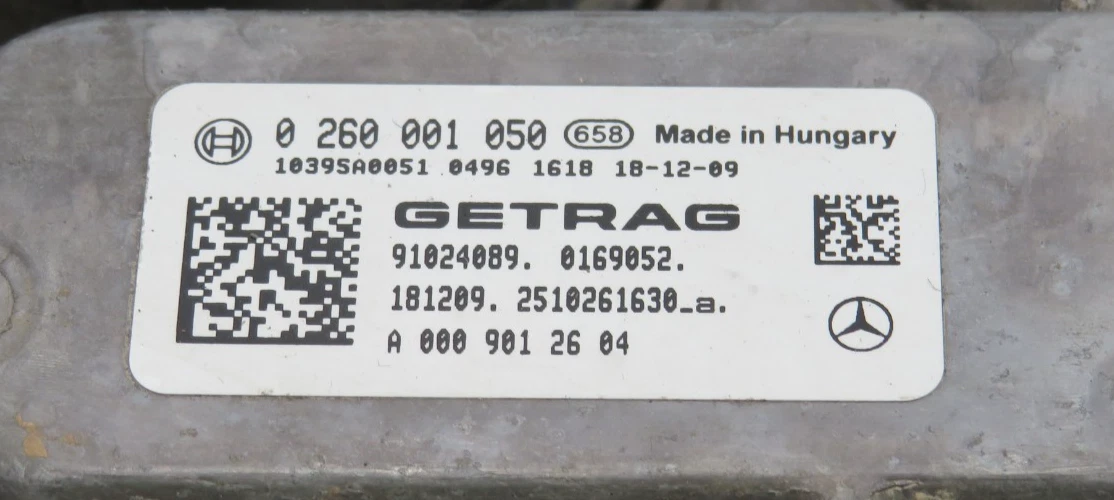 0 260 001 050 658 Made in Hungary
1039SA0051 0496 1618 18-12-09
GETRAG
91024089. 0169052.
181209. 2510261630_a.
A 000 901 26 04